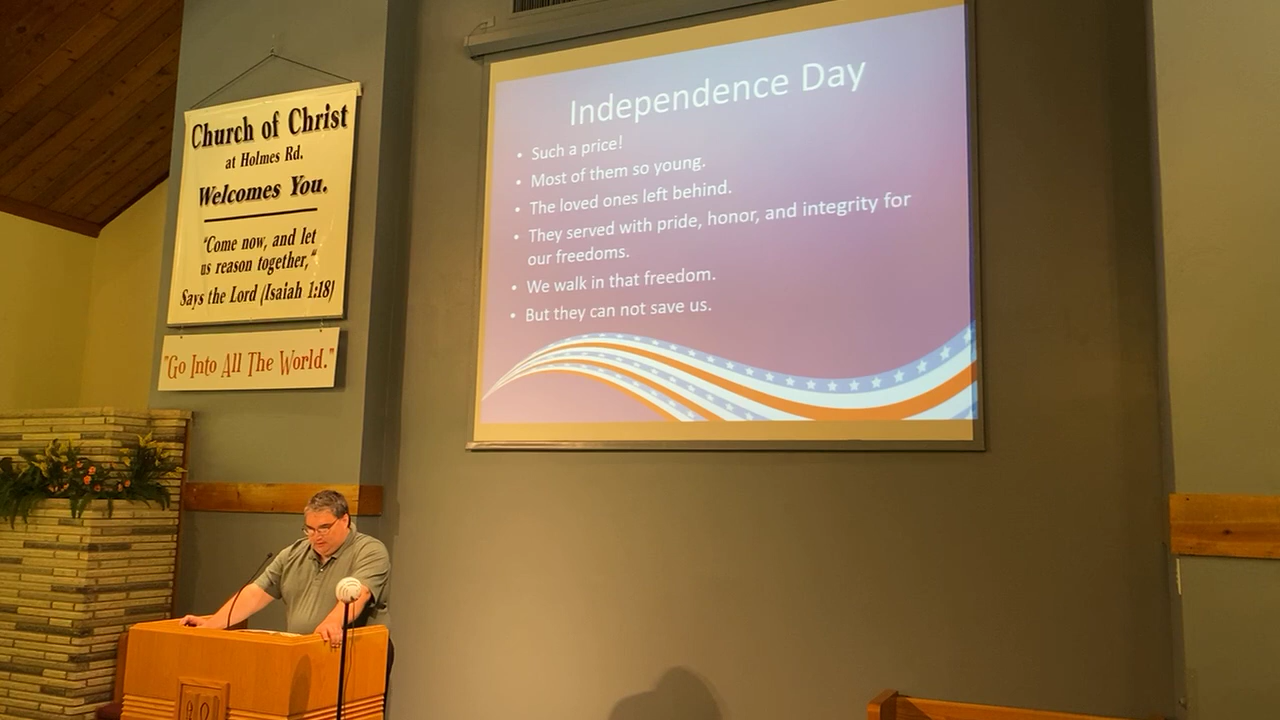 Church of Christ
at Holmes Rd.
Welcomes You.
"Come now, and let
us reason together,"
Says the Lord (Isaiah 1:18)
"Go Into All The World."
Independence Day
• Such a price!
• Most of them so young.
• The loved ones left behind.
• They served with pride, honor, and integrity for
our freedoms.
• We walk in that freedom.
• But they can not save us.